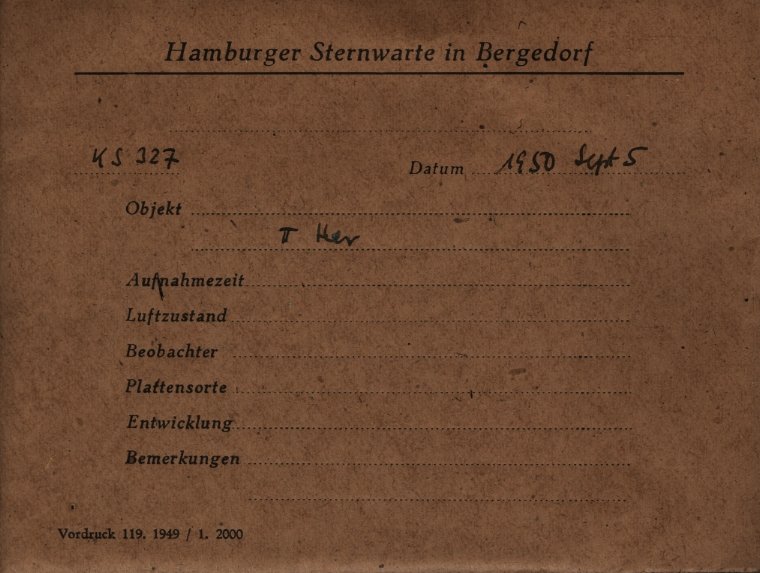 Hamburger Sternwarte in Bergedorf
KS 327 Datum 1950 Sept 5
Objekt
π Her
Aufnahmezeit
Luftzustand
Beobachter
Plattensorte
Entwicklung
Bemerkungen
Vordruck 119. 1949 / 1. 2000